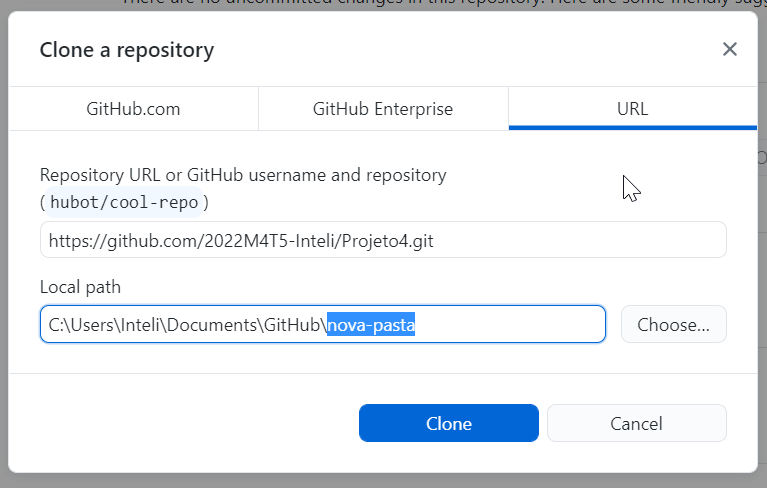 There are no uncommitted changes in this repository. Here are some friendly sugg
Clone a repository
GitHub.com
GitHub Enterprise
URL
Repository URL or GitHub username and repository
( hubot/cool-repo )
https://github.com/2022M4T5-Inteli/Projeto4.git
Local path
C:\Users\Inteli\Documents\GitHub\nova-pasta
Choose...
Clone
Cancel